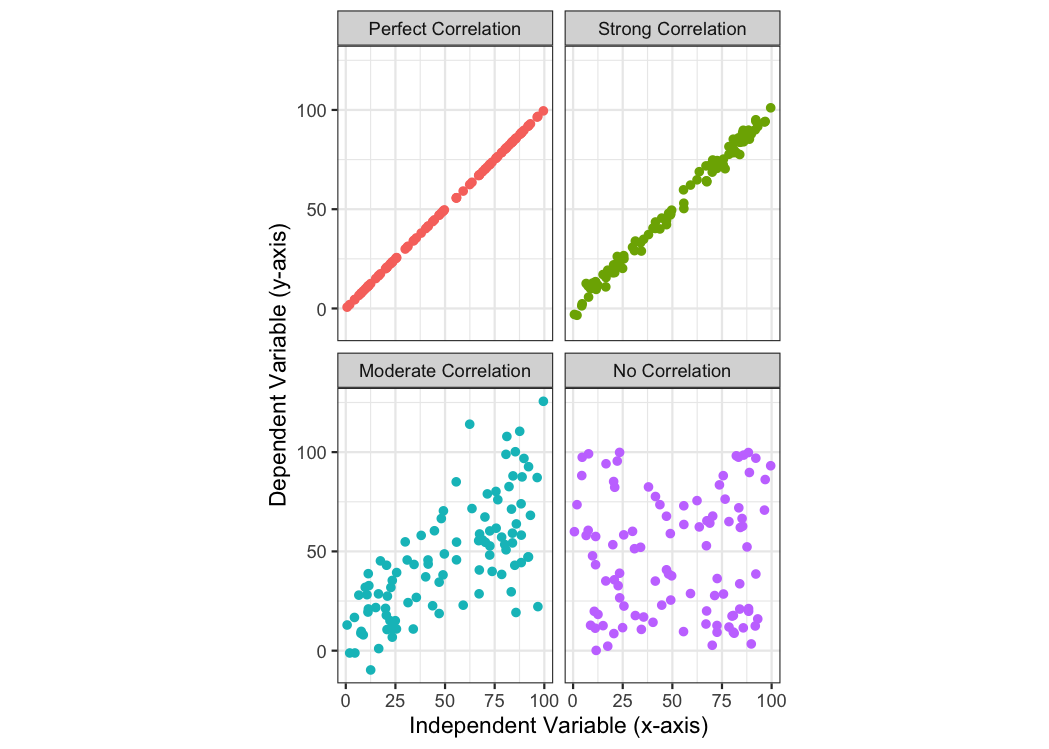 Perfect Correlation
Strong Correlation
100
50
0
Moderate Correlation
No Correlation
100
50
0
0 25 50 75 100
0 25 50 75 100
Independent Variable (x-axis)
Dependent Variable (y-axis)